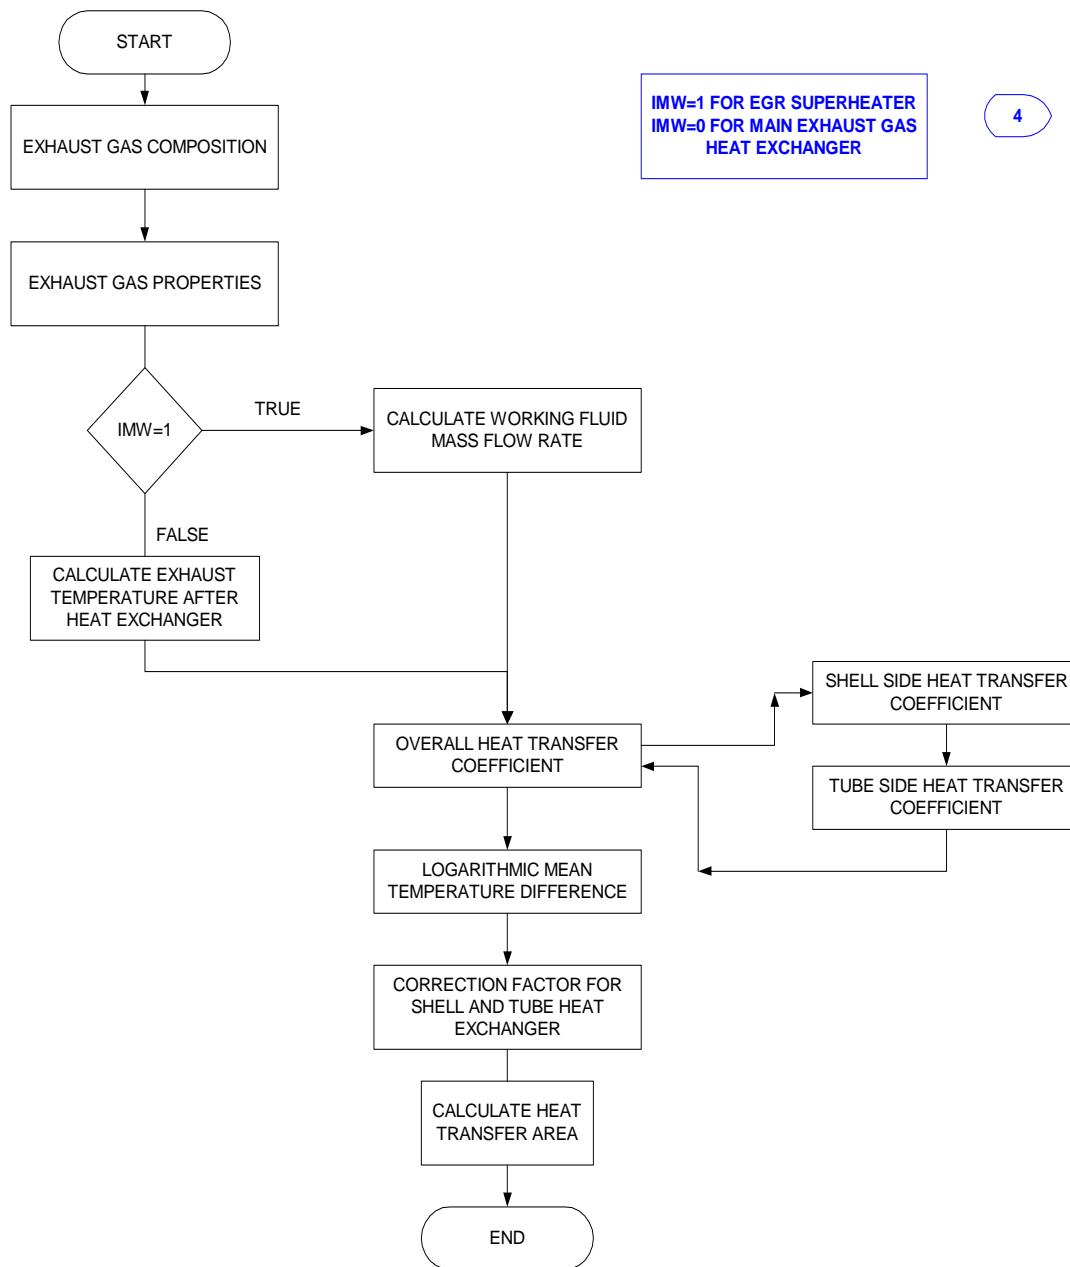 START
EXHAUST GAS COMPOSITION
IMW=1 FOR EGR SUPERHEATER
IMW=0 FOR MAIN EXHAUST GAS
HEAT EXCHANGER
4
EXHAUST GAS PROPERTIES
IMW=1
TRUE
CALCULATE WORKING FLUID
MASS FLOW RATE
FALSE
CALCULATE EXHAUST
TEMPERATURE AFTER
HEAT EXCHANGER
OVERALL HEAT TRANSFER
COEFFICIENT
SHELL SIDE HEAT TRANSFER
COEFFICIENT
TUBE SIDE HEAT TRANSFER
COEFFICIENT
LOGARITHMIC MEAN
TEMPERATURE DIFFERENCE
CORRECTION FACTOR FOR
SHELL AND TUBE HEAT
EXCHANGER
CALCULATE HEAT
TRANSFER AREA
END